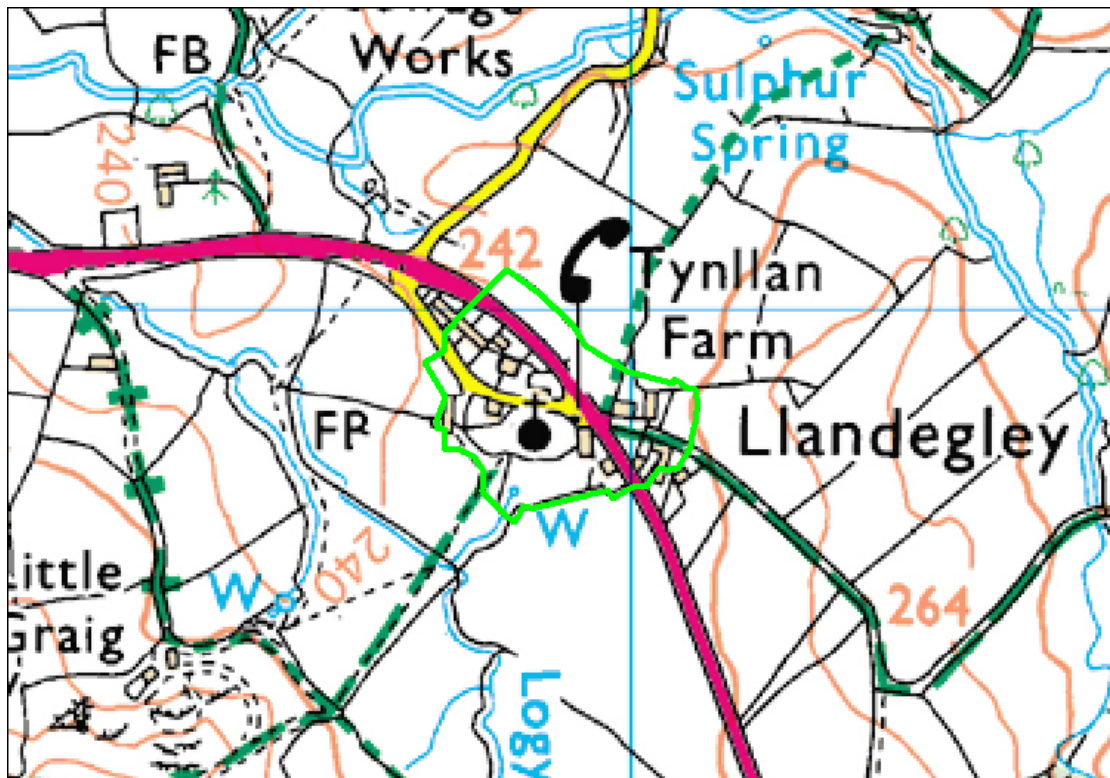 FB
Works
Sulphur
Spring
240
242
Tynllan
Farm
FP
Llandegley
W
240
W
264
Little
Graig
Logy